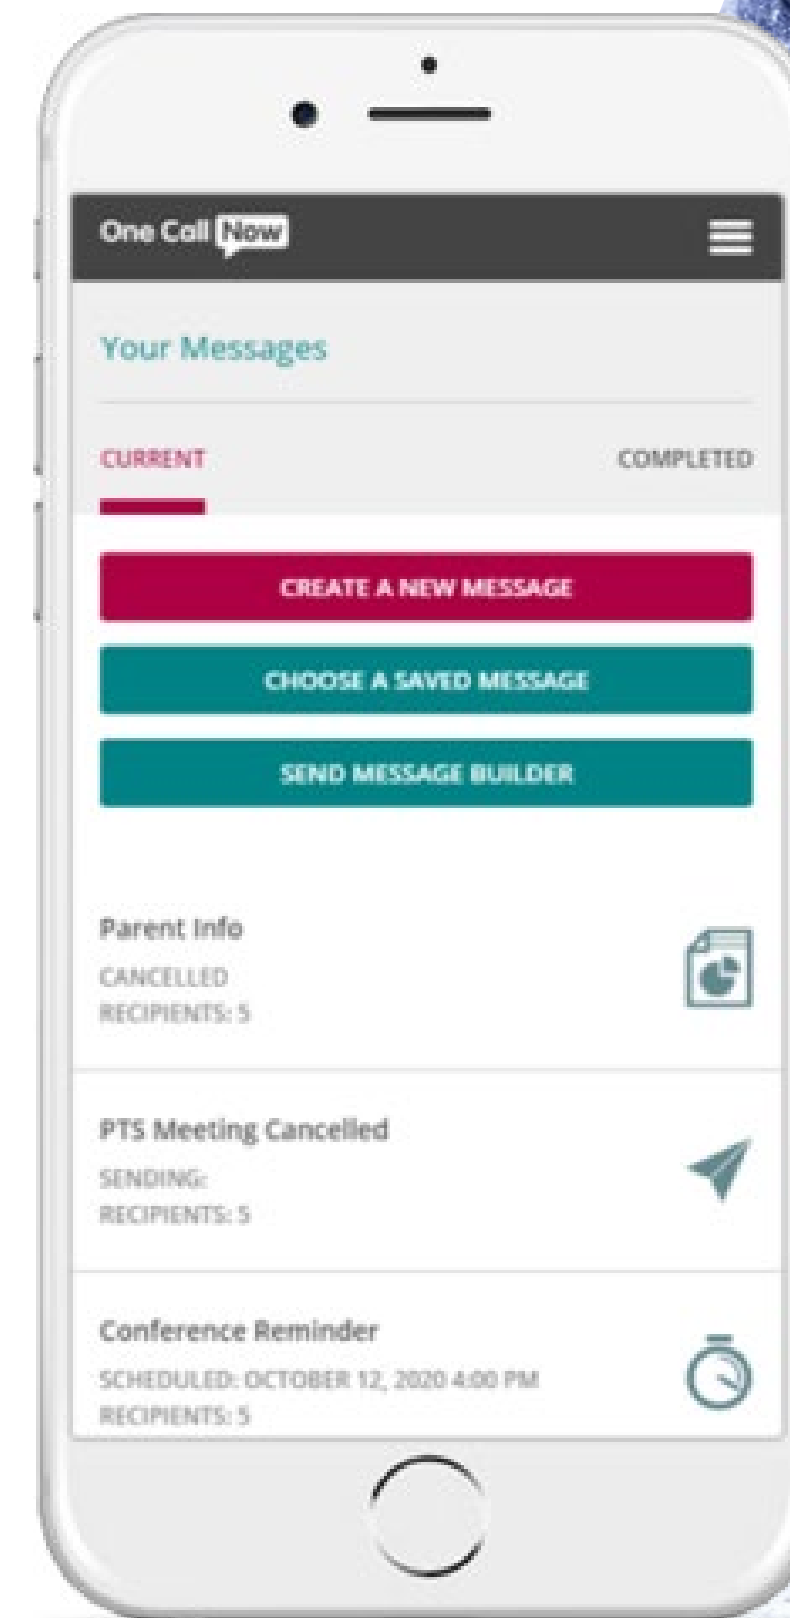 One Call Now
Your Messages
CURRENT
COMPLETED
CREATE A NEW MESSAGE
CHOOSE A SAVED MESSAGE
SEND MESSAGE BUILDER
Parent Info
CANCELLED
RECIPIENTS: 5
PTS Meeting Cancelled
SENDING:
RECIPIENTS: 5
Conference Reminder
SCHEDULED: OCTOBER 12, 2020 4:00 PM
RECIPIENTS: 5